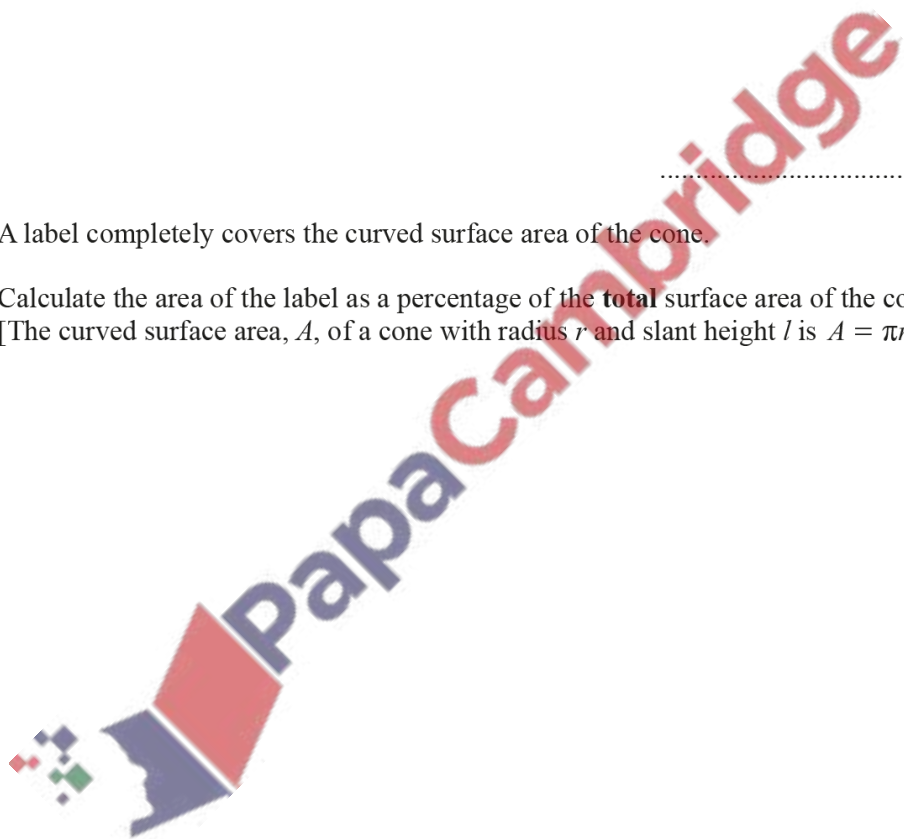 ..................................
A label completely covers the curved surface area of the cone.
Calculate the area of the label as a percentage of the total surface area of the co
[The curved surface area, A, of a cone with radius r and slant height l is A = πr
PapaCambridge